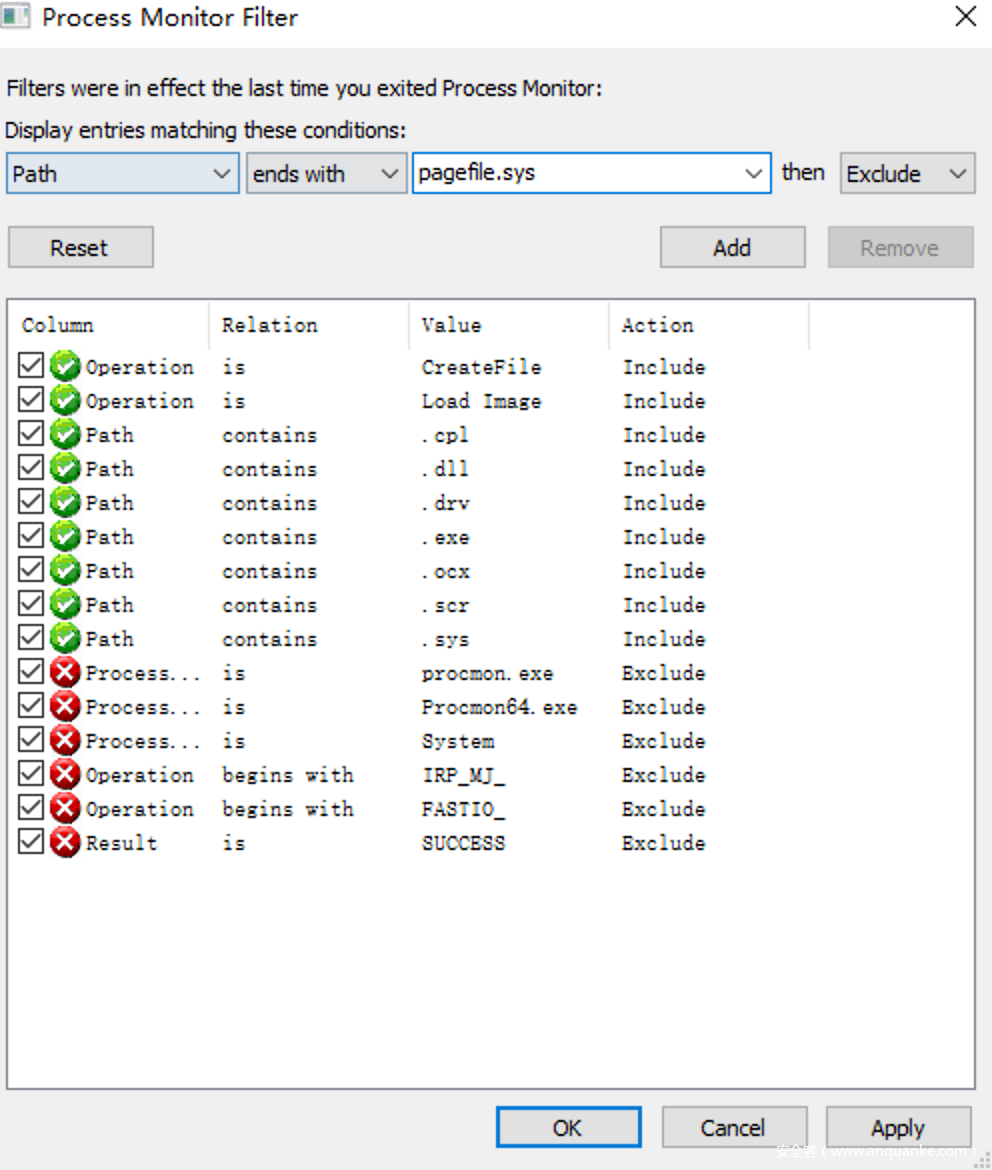 Process Monitor Filter
Filters were in effect the last time you exited Process Monitor:
Display entries matching these conditions:
Path ends with pagefile.sys then Exclude
Reset Add Remove
Column Relation Value Action
Operation is CreateFile Include
Operation is Load Image Include
Path contains .cpl Include
Path contains .dll Include
Path contains .drv Include
Path contains .exe Include
Path contains .ocx Include
Path contains .scr Include
Path contains .sys Include
Process... is procmon.exe Exclude
Process... is Procmon64.exe Exclude
Process... is System Exclude
Operation begins with IRP_MJ_ Exclude
Operation begins with FASTIO_ Exclude
Result is SUCCESS Exclude
OK Cancel Apply
安全客（www.anquanke.com）